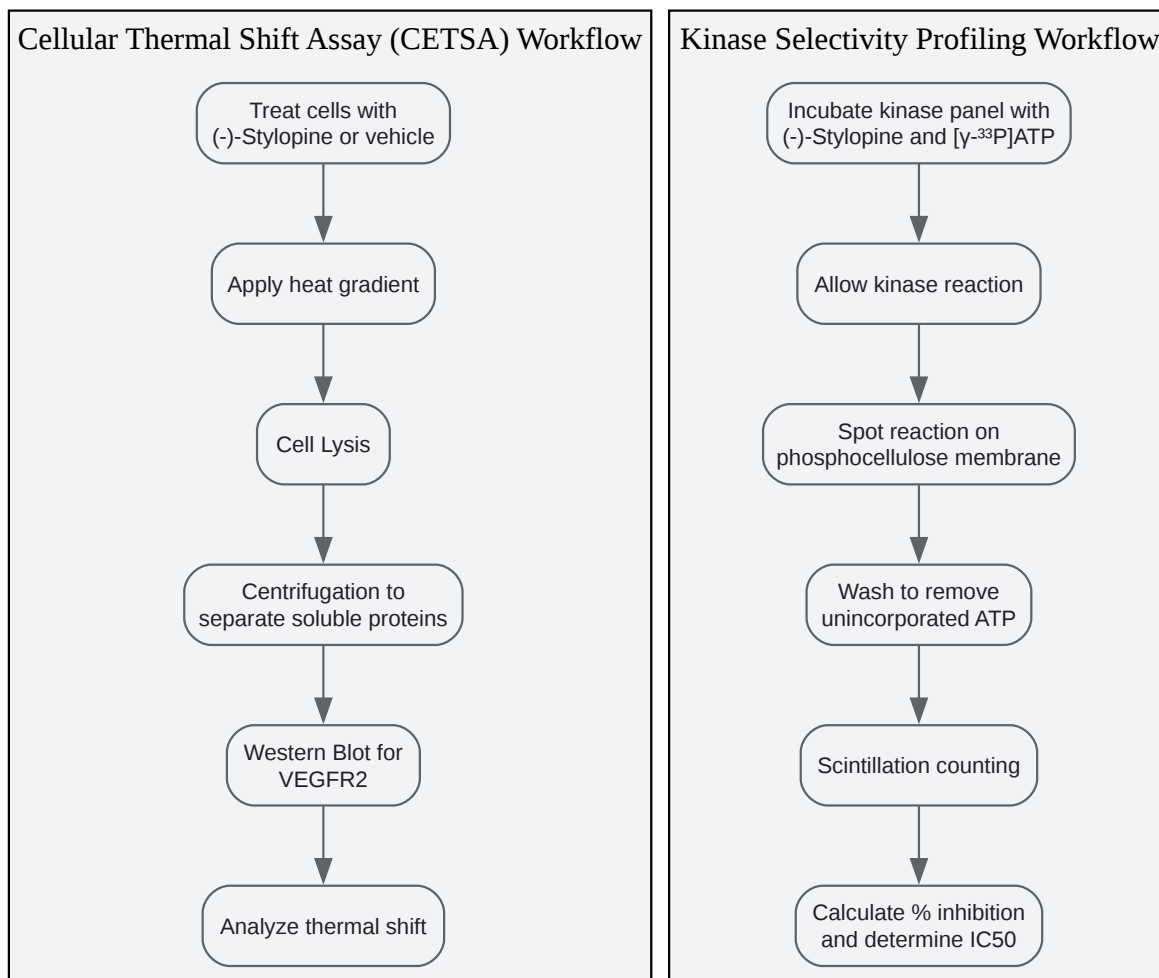 Cellular Thermal Shift Assay (CETSA) Workflow
Treat cells with
(-)-Stylopine or vehicle
Apply heat gradient
Cell Lysis
Centrifugation to
separate soluble proteins
Western Blot for
VEGFR2
Analyze thermal shift
Kinase Selectivity Profiling Workflow
Incubate kinase panel with
(-)-Stylopine and [γ-³³P]ATP
Allow kinase reaction
Spot reaction on
phosphocellulose membrane
Wash to remove
unincorporated ATP
Scintillation counting
Calculate % inhibition
and determine IC50